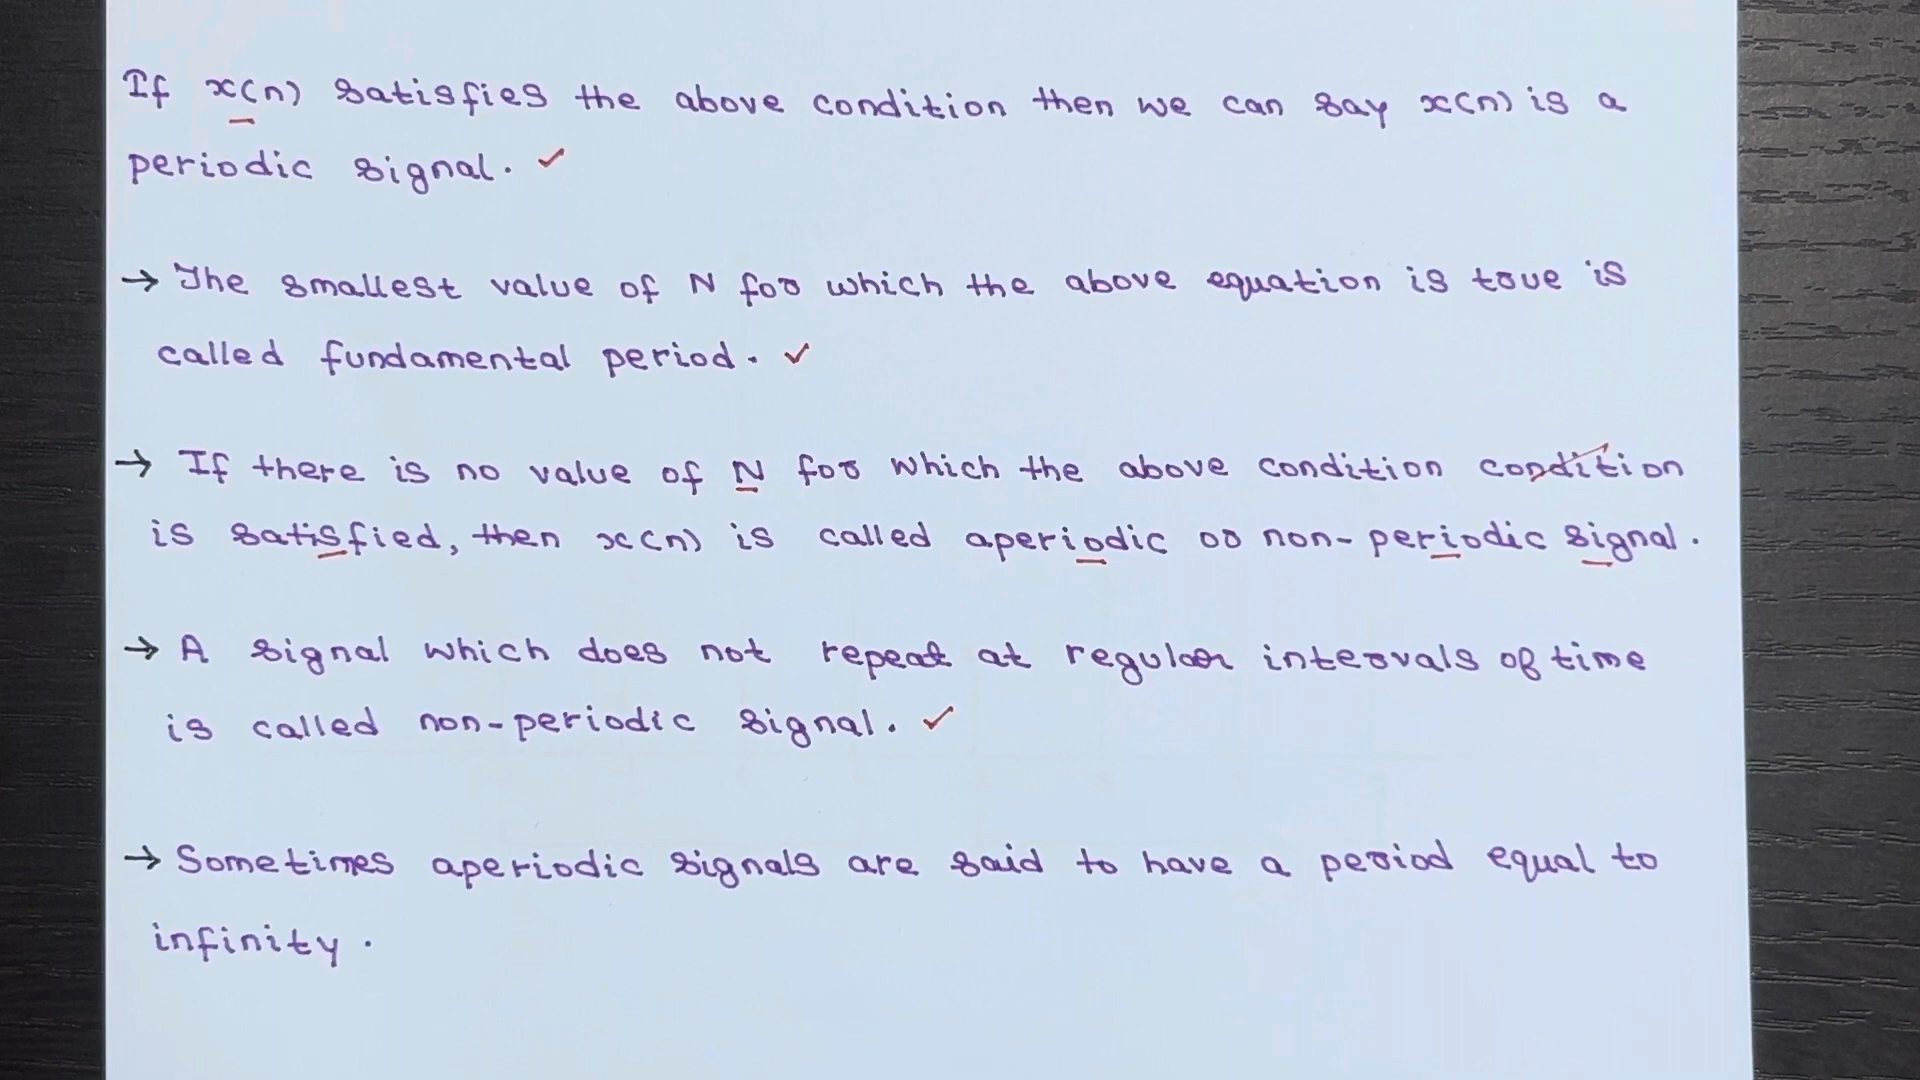 If x(n) satisfies the above condition then we can say x(n) is a
periodic signal. ✓
→ The smallest value of N for which the above equation is true is
called fundamental period. ✓
→ If there is no value of N for which the above condition condition
is satisfied, then x(n) is called aperiodic or non-periodic signal.
→ A signal which does not repeat at regular intervals of time
is called non-periodic signal. ✓
→ Sometimes aperiodic signals are said to have a period equal to
infinity.